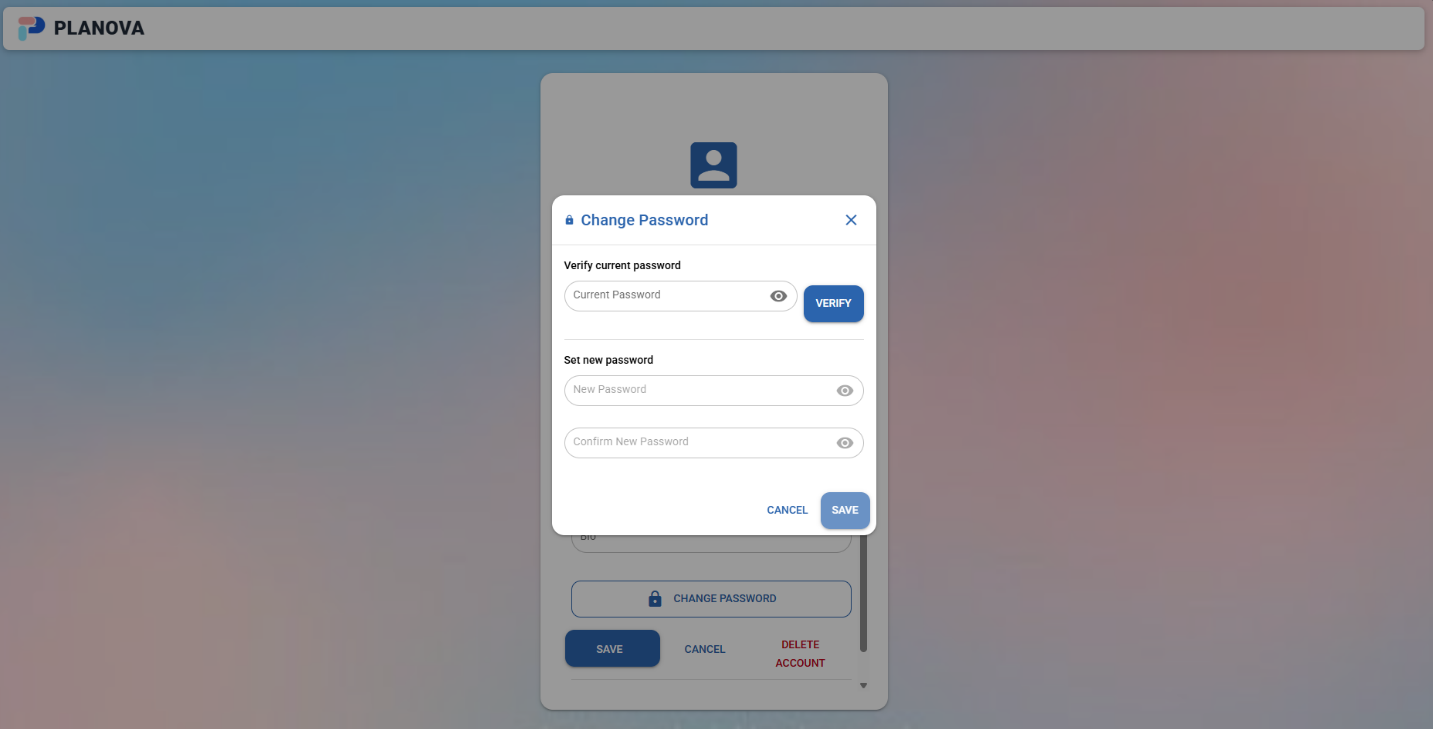 PLANOVA
Change Password
Verify current password
Current Password
VERIFY
Set new password
New Password
Confirm New Password
CANCEL
SAVE
Bio
CHANGE PASSWORD
SAVE
CANCEL
DELETE
ACCOUNT